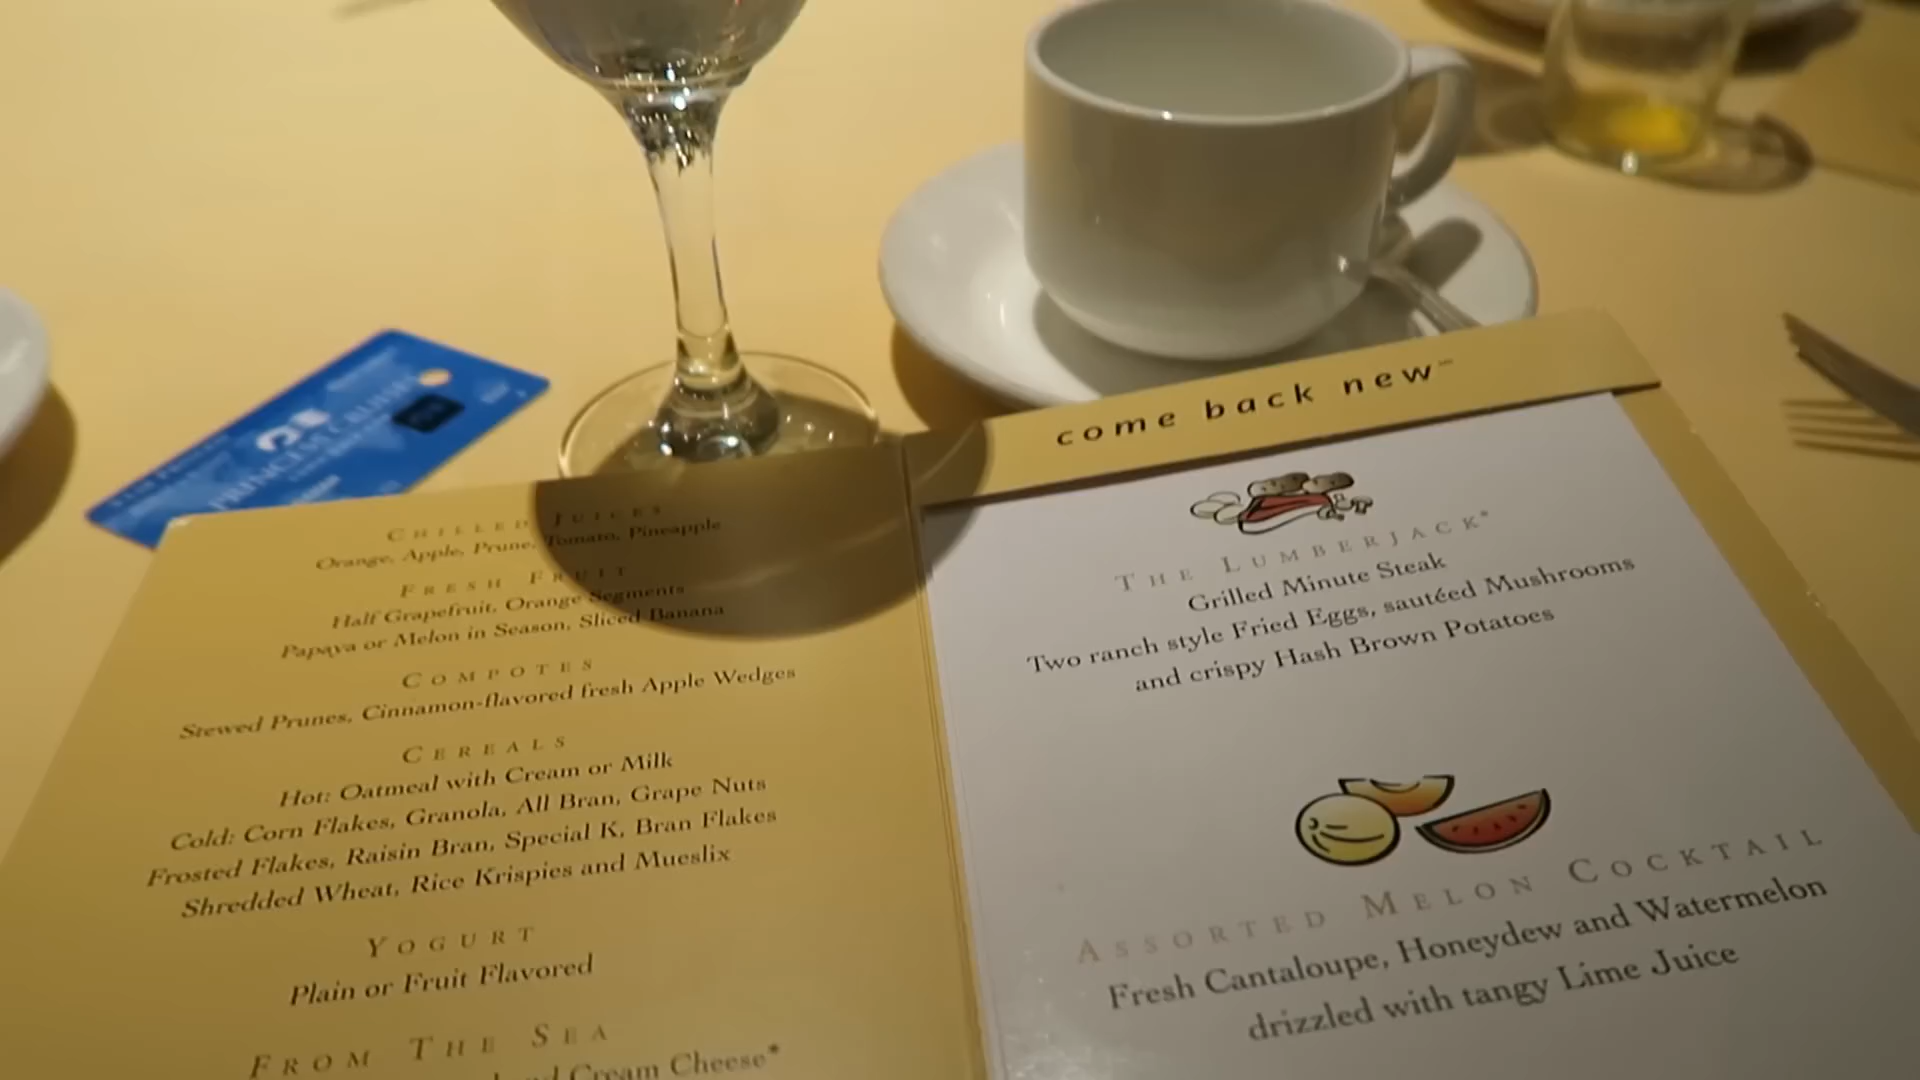 PRINCESS CRUISES
CHILLED JUICES
Orange, Apple, Prune, Tomato, Pineapple
FRESH FRUIT
Half Grapefruit, Orange Segments
Papaya or Melon in Season, Sliced Banana
COMPOTES
Stewed Prunes, Cinnamon-flavored fresh Apple Wedges
CEREALS
Hot: Oatmeal with Cream or Milk
Cold: Corn Flakes, Granola, All Bran, Grape Nuts
Frosted Flakes, Raisin Bran, Special K, Bran Flakes
Shredded Wheat, Rice Krispies and Mueslix
YOGURT
Plain or Fruit Flavored
FROM THE SEA
and Cream Cheese*
come back new™
THE LUMBERJACK*
Grilled Minute Steak
Two ranch style Fried Eggs, sautéed Mushrooms
and crispy Hash Brown Potatoes
ASSORTED MELON COCKTAIL
Fresh Cantaloupe, Honeydew and Watermelon
drizzled with tangy Lime Juice